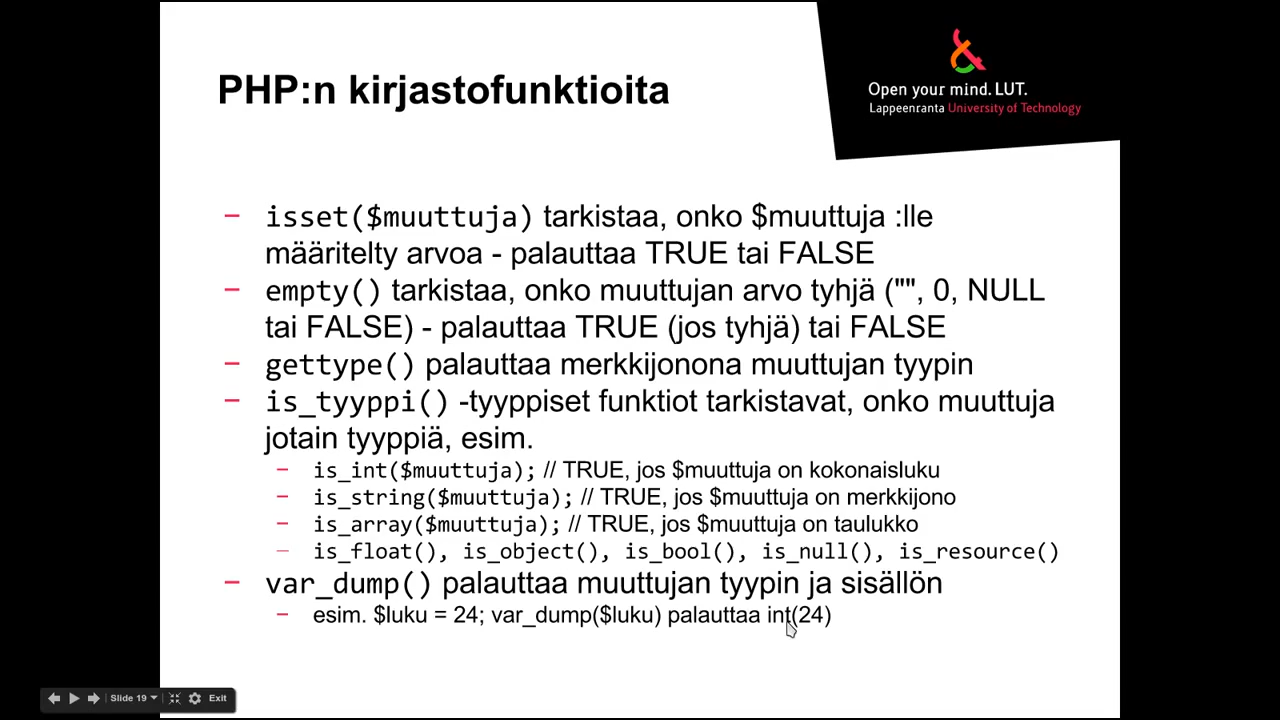 PHP:n kirjastofunktioita
Open your mind. LUT.
Lappeenranta University of Technology
– isset($muuttuja) tarkistaa, onko $muuttuja :lle
määritelty arvoa - palauttaa TRUE tai FALSE
– empty() tarkistaa, onko muuttujan arvo tyhjä ("", 0, NULL
tai FALSE) - palauttaa TRUE (jos tyhjä) tai FALSE
– gettype() palauttaa merkkijonona muuttujan tyypin
– is_tyyppi() -tyyppiset funktiot tarkistavat, onko muuttuja
jotain tyyppiä, esim.
– is_int($muuttuja); // TRUE, jos $muuttuja on kokonaisluku
– is_string($muuttuja); // TRUE, jos $muuttuja on merkkijono
– is_array($muuttuja); // TRUE, jos $muuttuja on taulukko
– is_float(), is_object(), is_bool(), is_null(), is_resource()
– var_dump() palauttaa muuttujan tyypin ja sisällön
– esim. $luku = 24; var_dump($luku) palauttaa int(24)
Slide 19 Exit